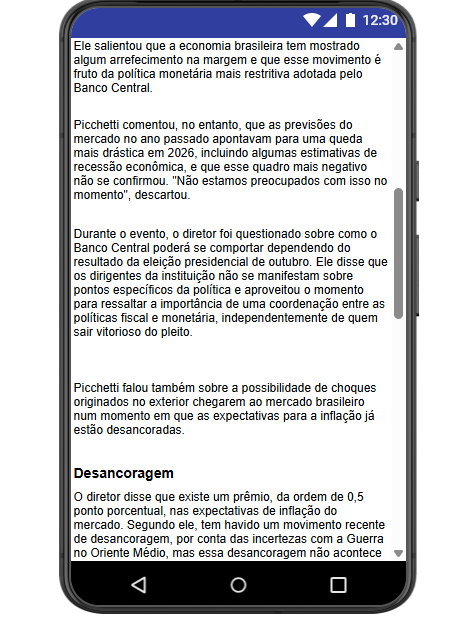 12:30
Ele salientou que a economia brasileira tem mostrado
algum arrefecimento na margem e que esse movimento é
fruto da política monetária mais restritiva adotada pelo
Banco Central.
Picchetti comentou, no entanto, que as previsões do
mercado no ano passado apontavam para uma queda
mais drástica em 2026, incluindo algumas estimativas de
recessão econômica, e que esse quadro mais negativo
não se confirmou. "Não estamos preocupados com isso no
momento", descartou.
Durante o evento, o diretor foi questionado sobre como o
Banco Central poderá se comportar dependendo do
resultado da eleição presidencial de outubro. Ele disse que
os dirigentes da instituição não se manifestam sobre
pontos específicos da política e aproveitou o momento
para ressaltar a importância de uma coordenação entre as
políticas fiscal e monetária, independentemente de quem
sair vitorioso do pleito.
Picchetti falou também sobre a possibilidade de choques
originados no exterior chegarem ao mercado brasileiro
num momento em que as expectativas para a inflação já
estão desancoradas.
Desancoragem
O diretor disse que existe um prêmio, da ordem de 0,5
ponto porcentual, nas expectativas de inflação do
mercado. Segundo ele, tem havido um movimento recente
de desancoragem, por conta das incertezas com a Guerra
no Oriente Médio, mas essa desancoragem não acontece